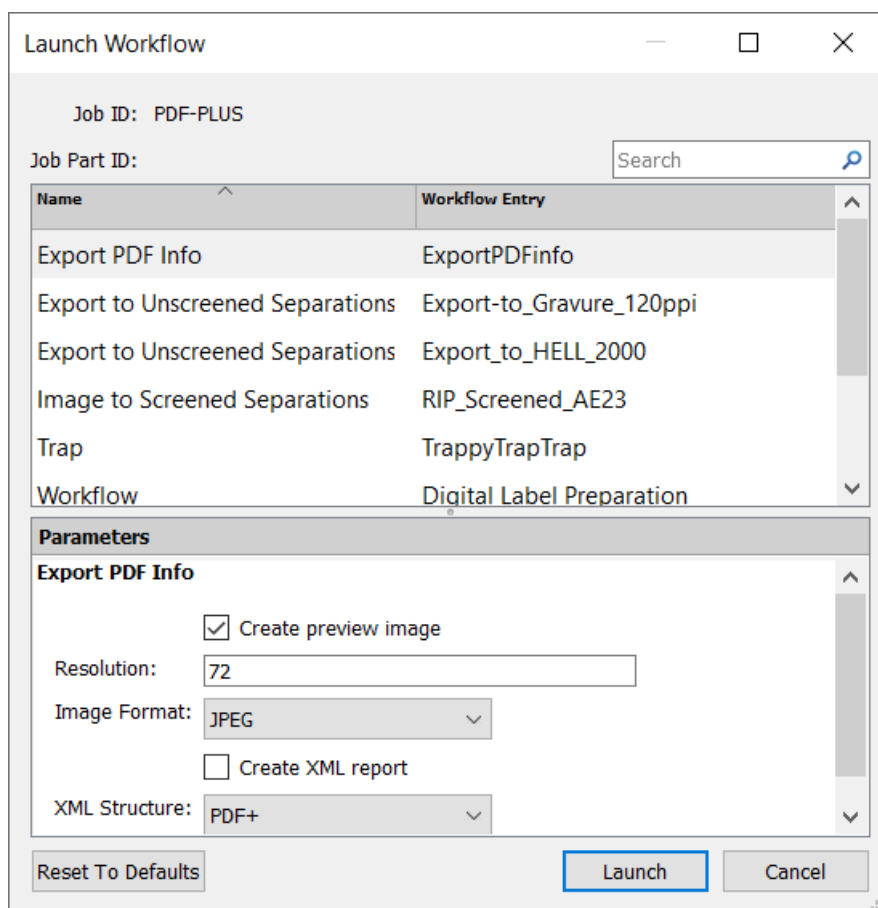 Launch Workflow
Job ID: PDF-PLUS
Job Part ID:
Search
Name Workflow Entry
Export PDF Info ExportPDFinfo
Export to Unscreened Separations Export-to_Gravure_120ppi
Export to Unscreened Separations Export_to_HELL_2000
Image to Screened Separations RIP_Screened_AE23
Trap TrappyTrapTrap
Workflow Digital Label Preparation
Parameters
Export PDF Info
Create preview image
Resolution: 72
Image Format: JPEG
Create XML report
XML Structure: PDF+
Reset To Defaults Launch Cancel